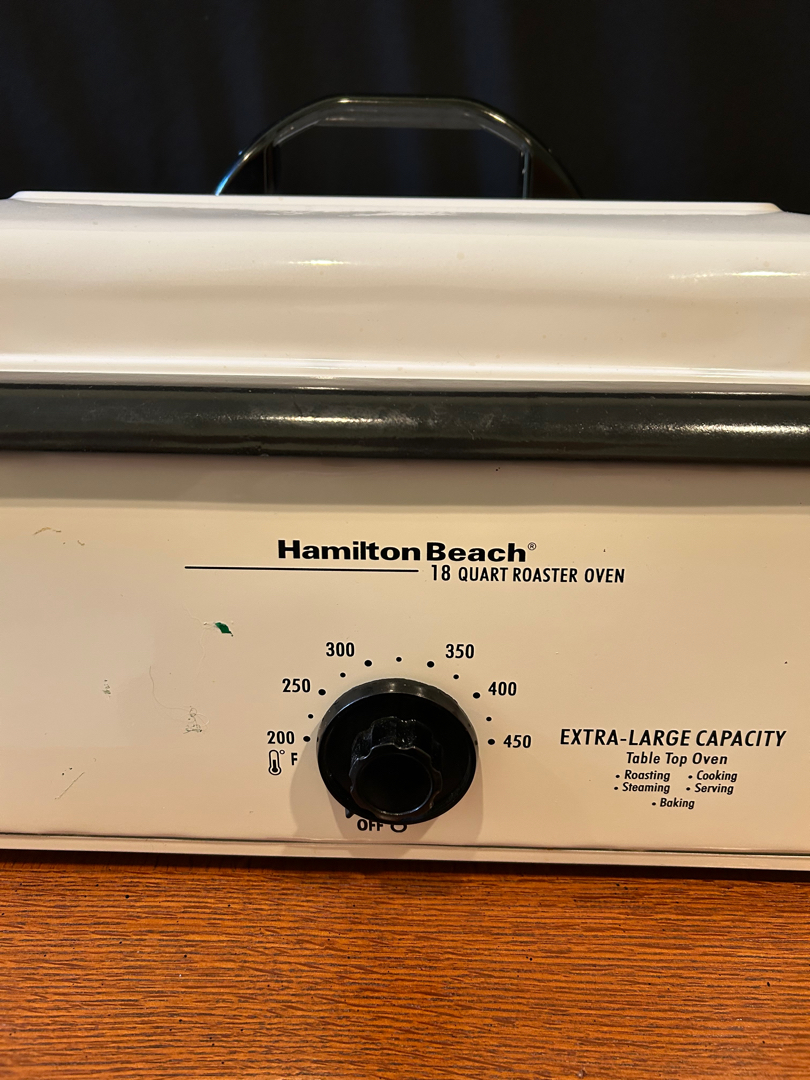 Hamilton Beach®
18 QUART ROASTER OVEN
300 350
250 400
200 450
° F
OFF
EXTRA-LARGE CAPACITY
Table Top Oven
• Roasting • Cooking
• Steaming • Serving
• Baking